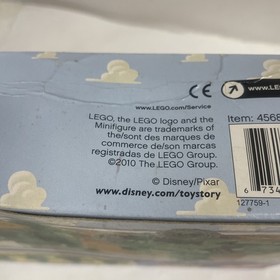 CE
www.LEG
www.LEGO.com/Service
LEGO, the LEGO logo and the
Minifigure are trademarks of
the/sont des marques de
commerce de/son marcas
registradas de LEGO Group.
©2010 The LEGO Group.
© Disney/Pixar
www.disney.com/toystory
Item: 4568
6 734
127759-1